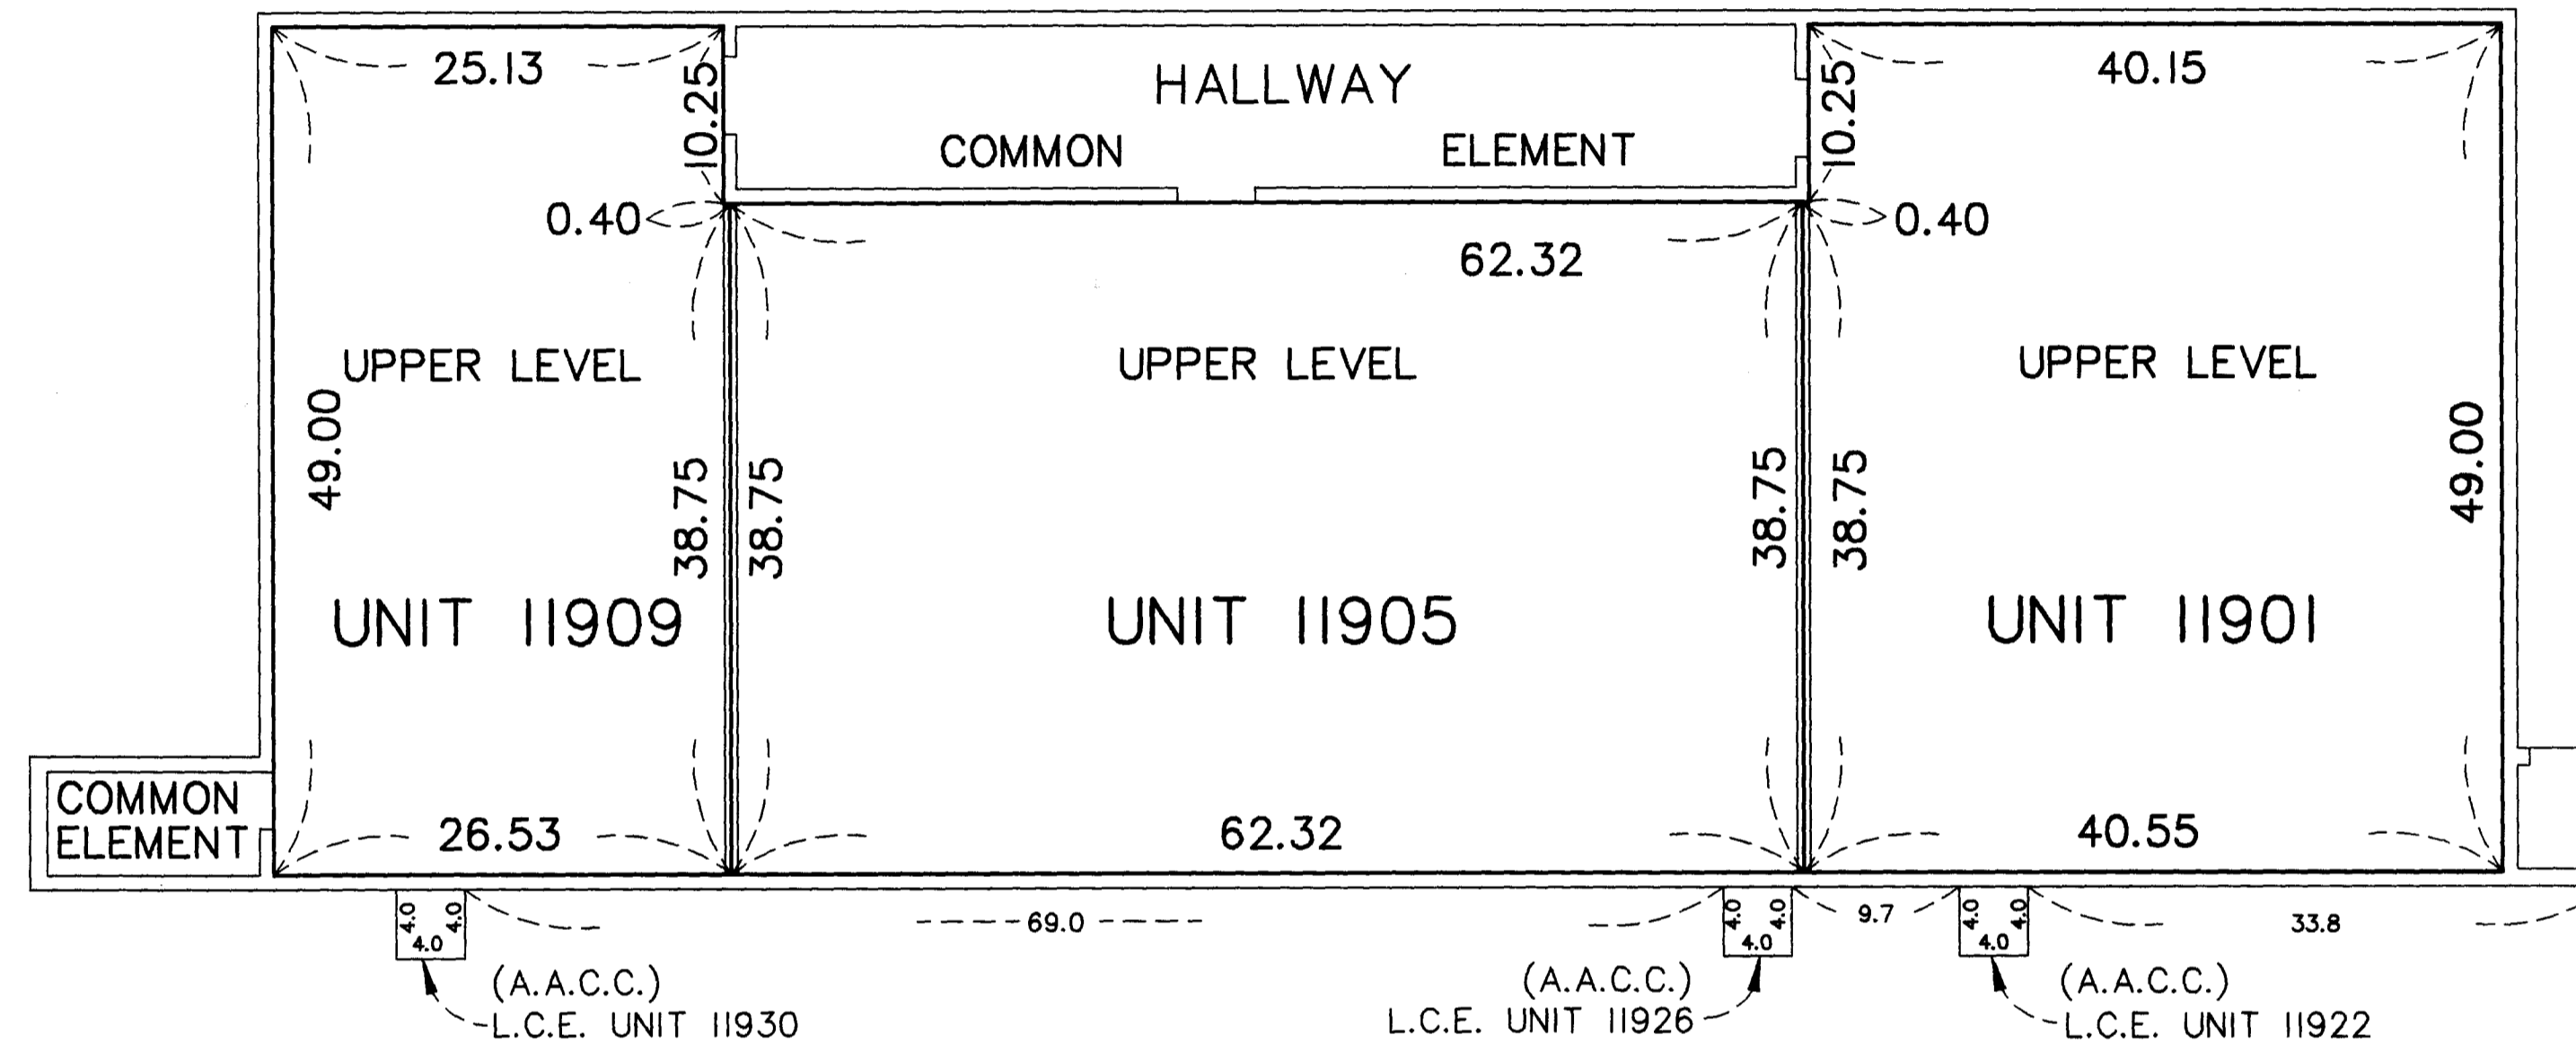 25.13
10.25
HALLWAY
COMMON ELEMENT
10.25
40.15
0.40
0.40
62.32
UPPER LEVEL
UPPER LEVEL
UPPER LEVEL
49.00
38.75
38.75
38.75
38.75
49.00
UNIT 11909
UNIT 11905
UNIT 11901
COMMON
ELEMENT
26.53
62.32
40.55
4.0
4.0
4.0
69.0
4.0
4.0
4.0
9.7
4.0
4.0
4.0
33.8
(A.A.C.C.)
L.C.E. UNIT 11930
(A.A.C.C.)
L.C.E. UNIT 11926
(A.A.C.C.)
L.C.E. UNIT 11922